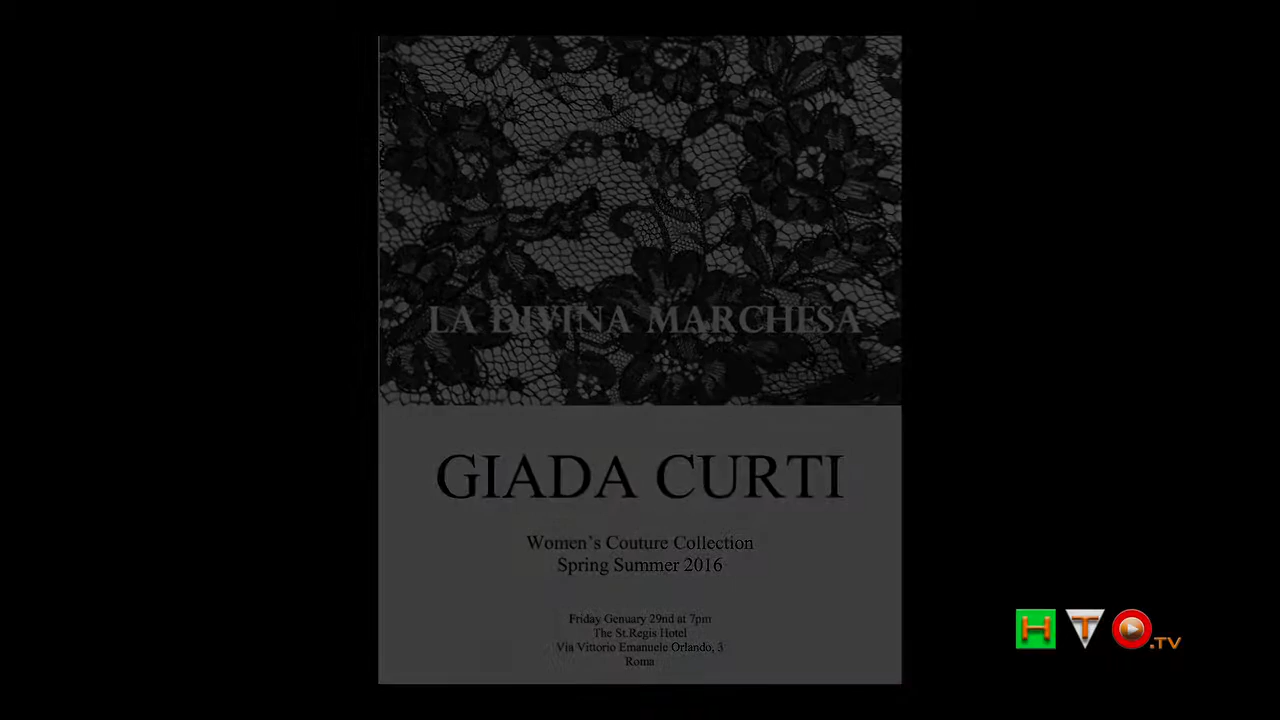 LA DIVINA MARCHESA
GIADA CURTI
Women's Couture Collection
Spring Summer 2016
Friday Genuary 29nd at 7pm
The St.Regis Hotel
Via Vittorio Emanuele Orlando, 3
Roma
HTO.TV